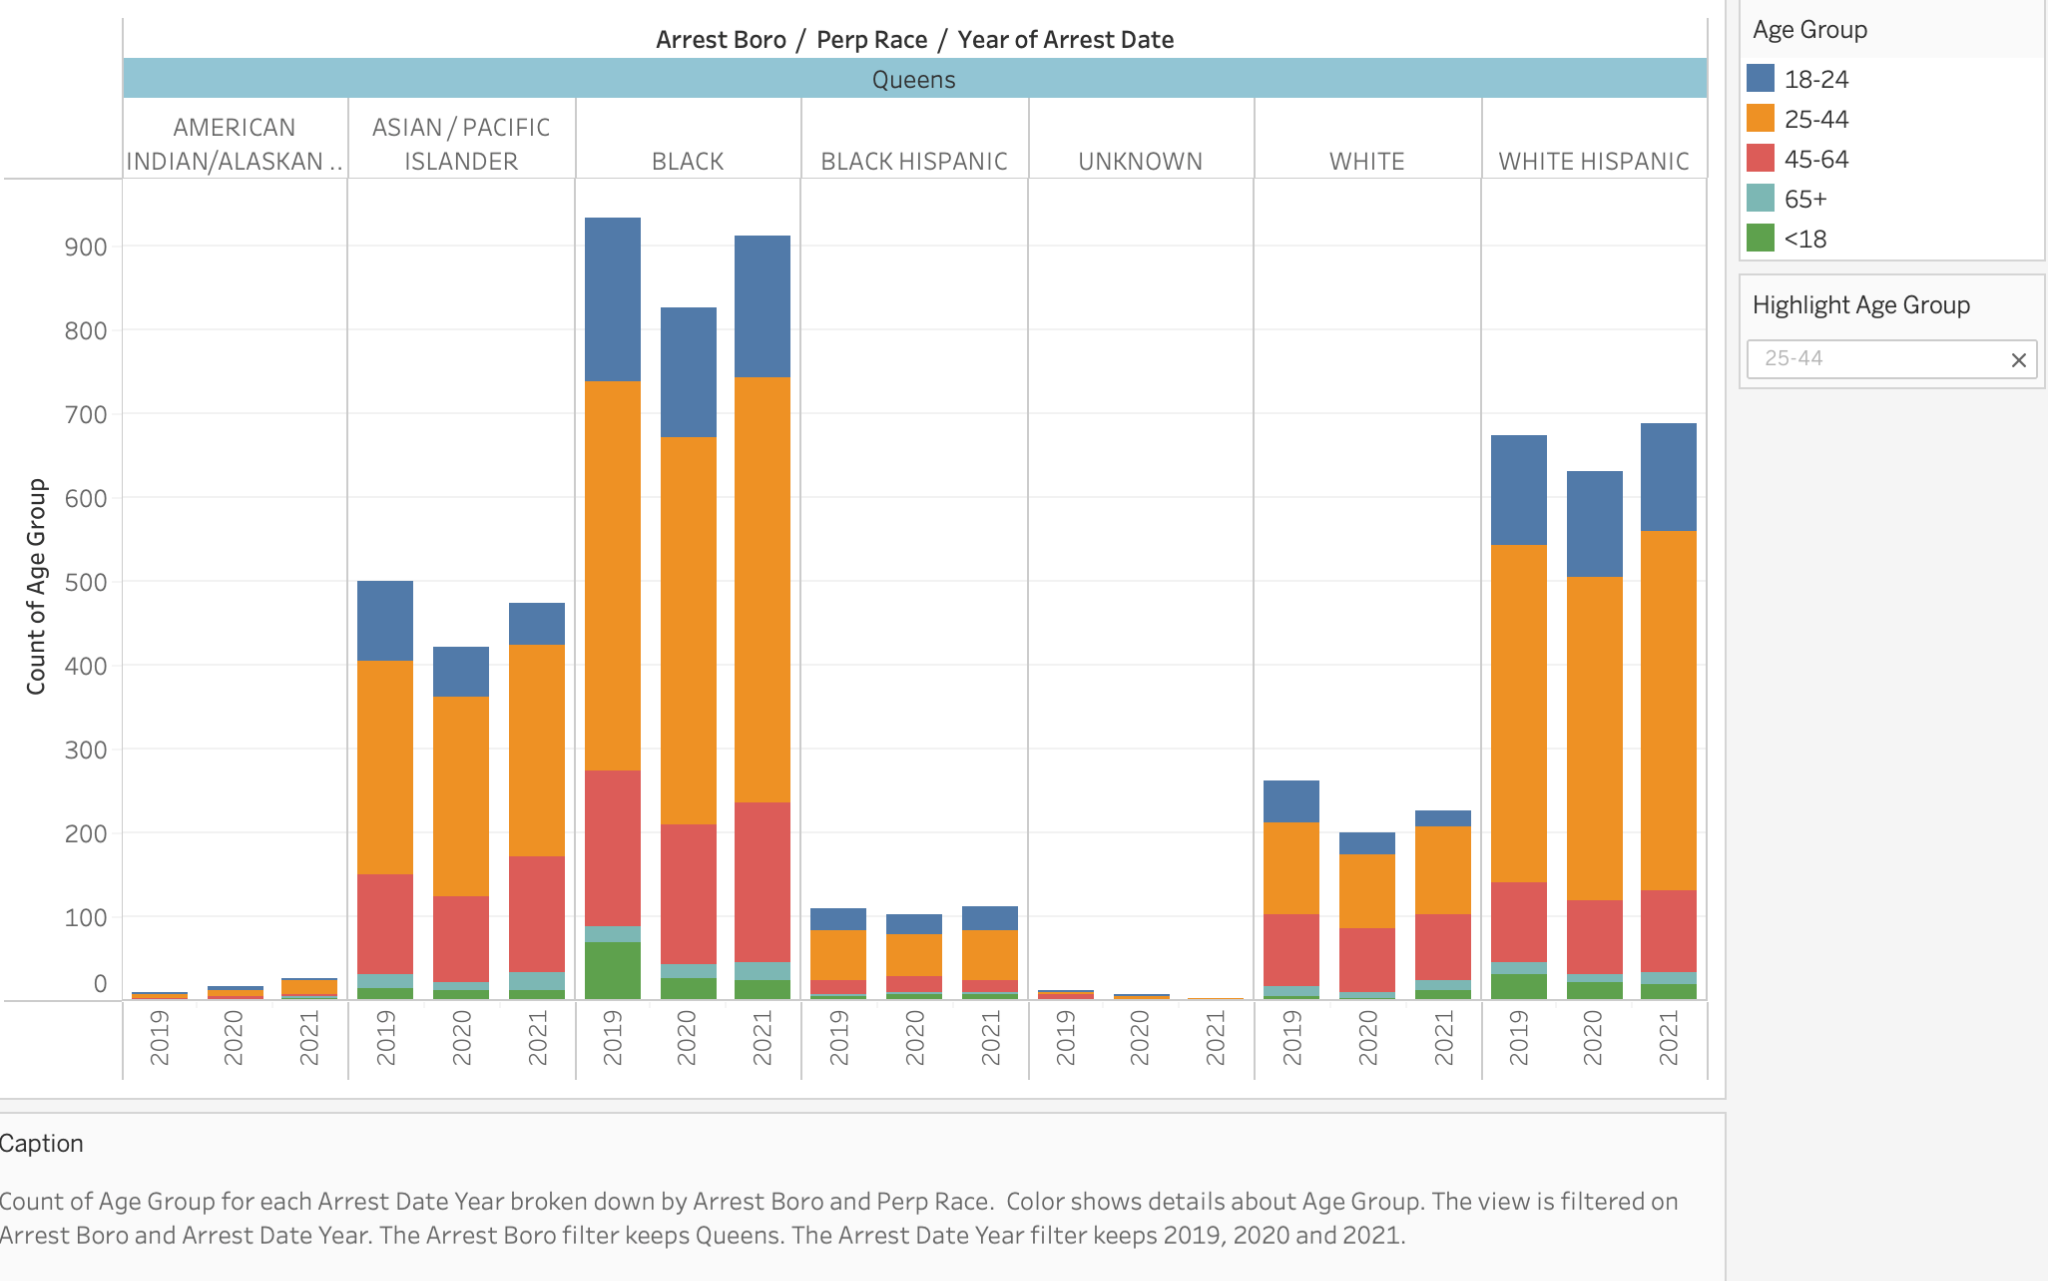 Arrest Boro / Perp Race / Year of Arrest Date
Queens
AMERICAN
INDIAN/ALASKAN ..
ASIAN / PACIFIC
ISLANDER
BLACK
BLACK HISPANIC
UNKNOWN
WHITE
WHITE HISPANIC
Count of Age Group
900
800
700
600
500
400
300
200
100
0
2019
2020
2021
2019
2020
2021
2019
2020
2021
2019
2020
2021
2019
2020
2021
2019
2020
2021
2019
2020
2021
Age Group
18-24
25-44
45-64
65+
<18
Highlight Age Group
25-44
Caption
Count of Age Group for each Arrest Date Year broken down by Arrest Boro and Perp Race.  Color shows details about Age Group. The view is filtered on
Arrest Boro and Arrest Date Year. The Arrest Boro filter keeps Queens. The Arrest Date Year filter keeps 2019, 2020 and 2021.